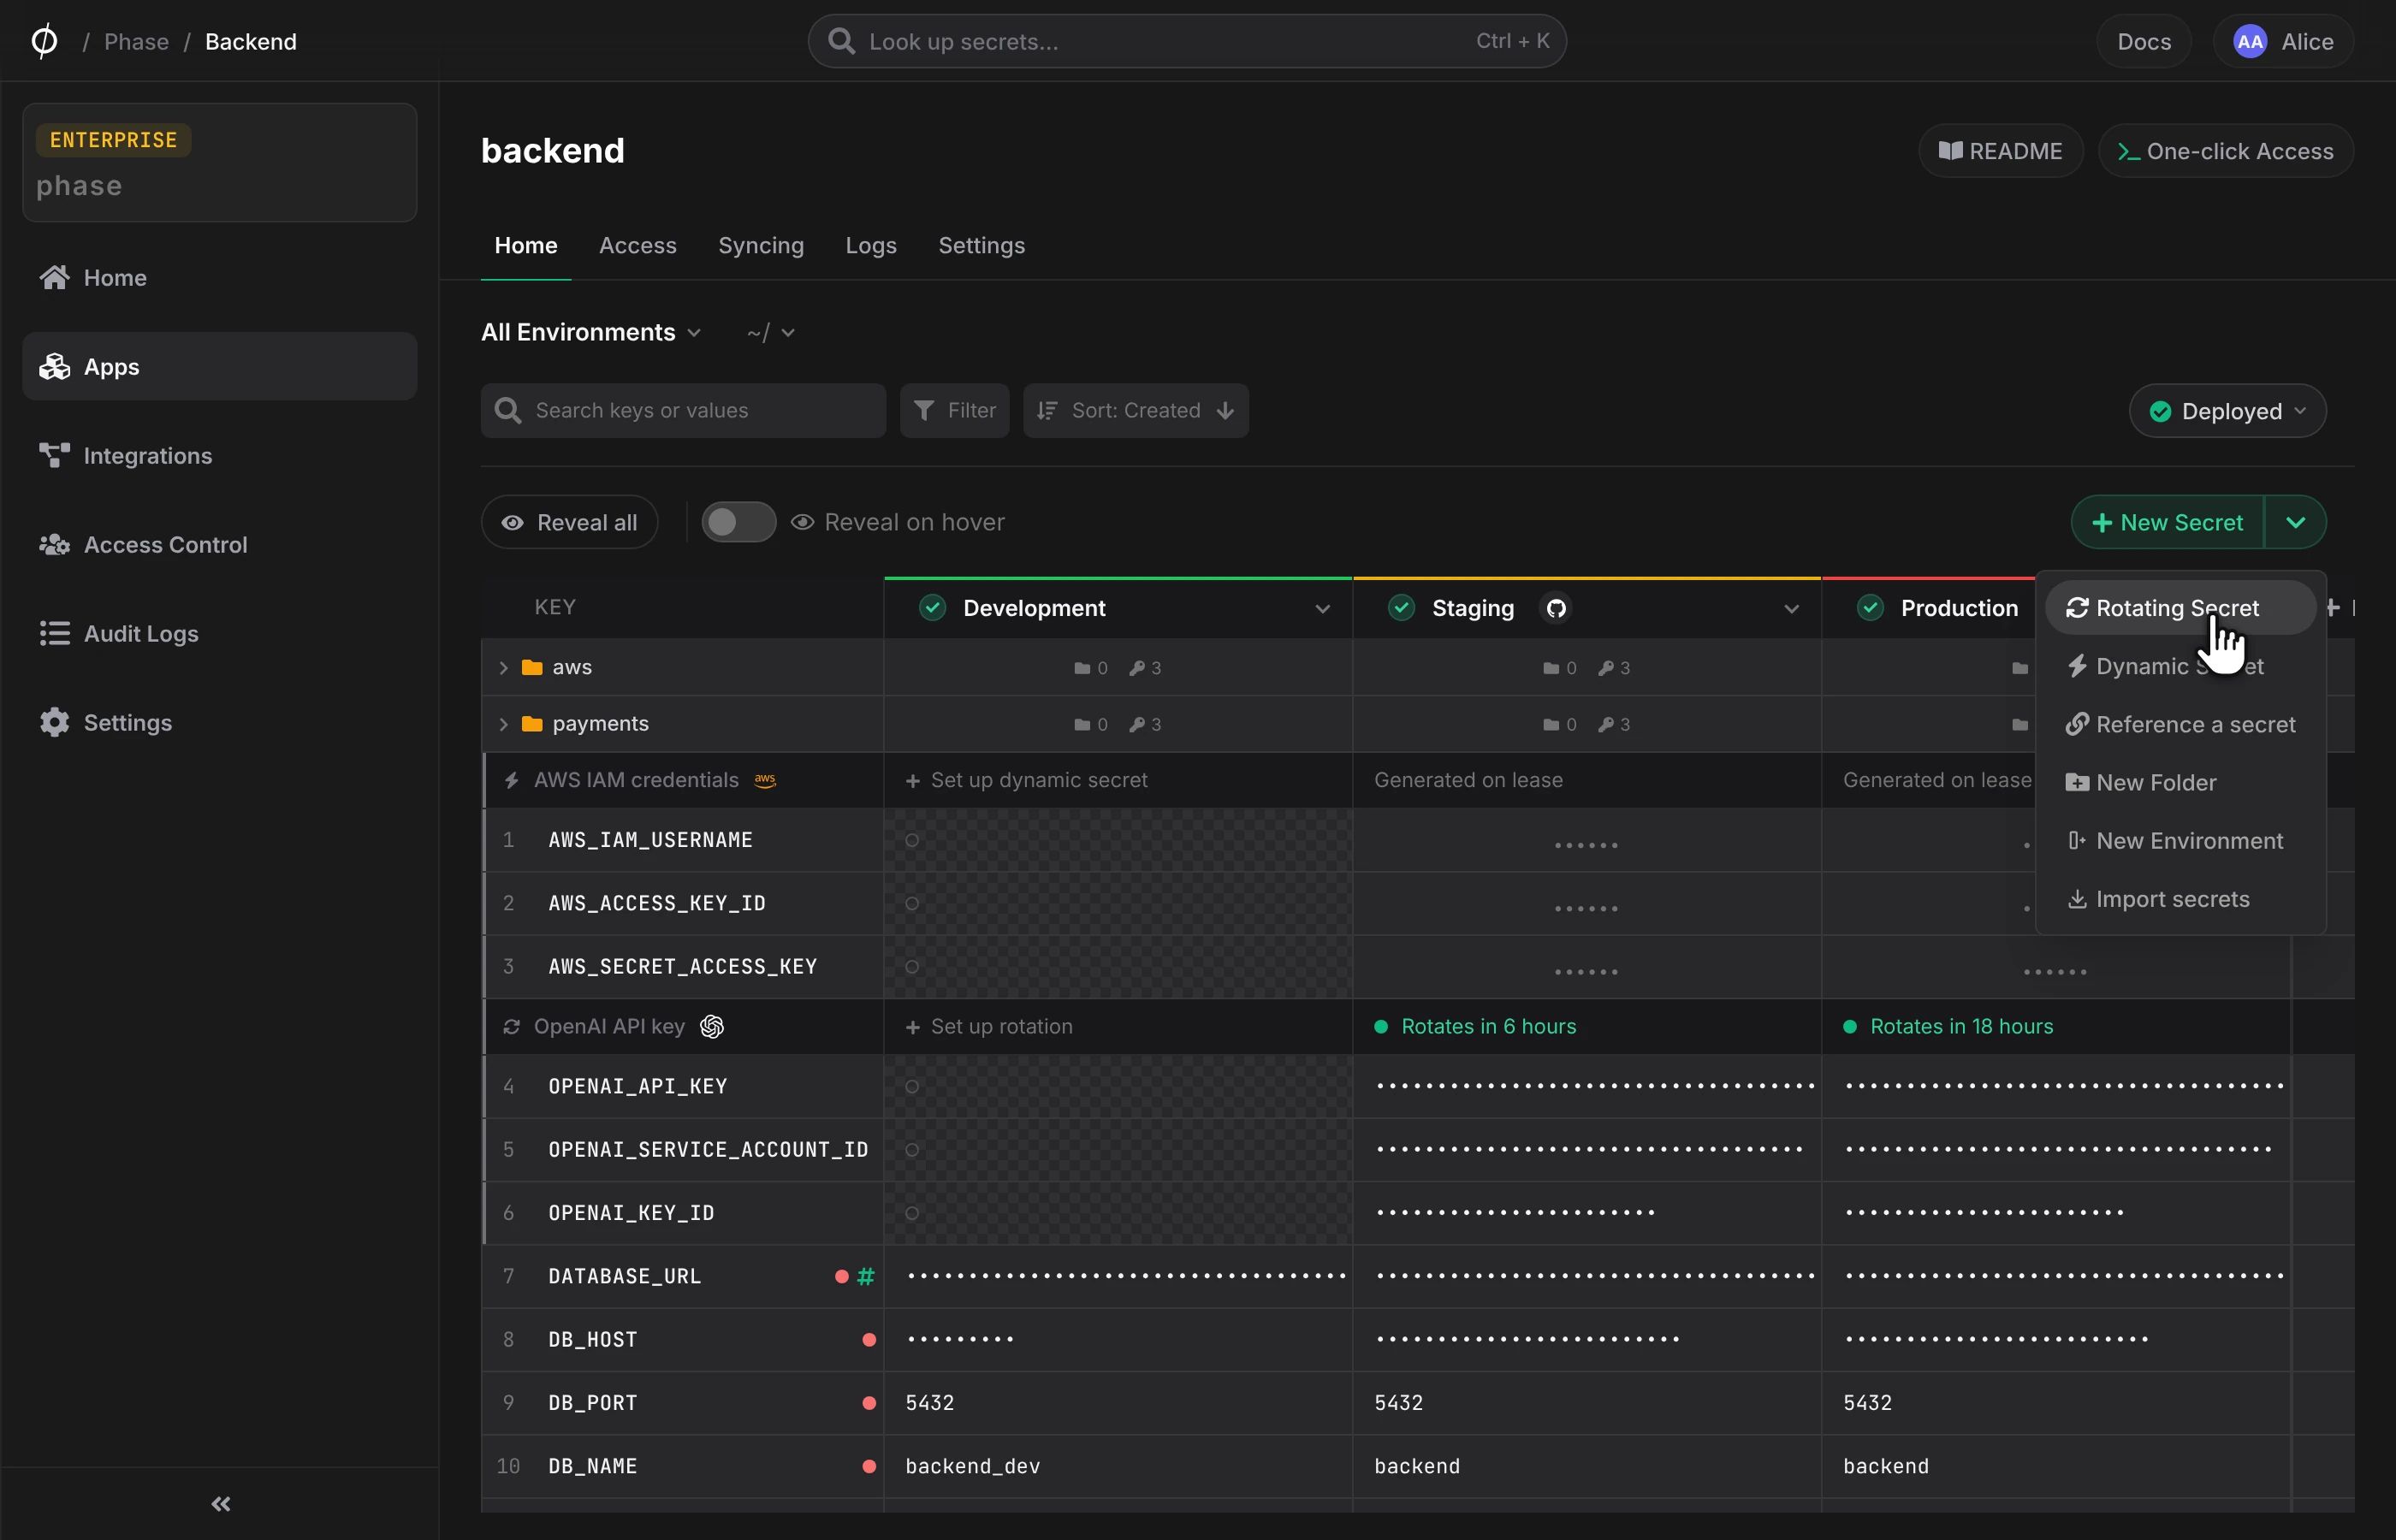 / Phase / Backend
Look up secrets...
Ctrl + K
Docs
AA
Alice
ENTERPRISE
phase
Home
Apps
Integrations
Access Control
Audit Logs
Settings
backend
README
One-click Access
Home
Access
Syncing
Logs
Settings
All Environments
~/
Search keys or values
Filter
Sort: Created
Deployed
Reveal all
Reveal on hover
+ New Secret
Rotating Secret
Dynamic
Reference a secret
New Folder
New Environment
Import secrets
KEY
Development
Staging
Production
aws
0
3
0
3
payments
0
3
0
3
AWS IAM credentials
aws
+ Set up dynamic secret
Generated on lease
Generated on lease
1 AWS_IAM_USERNAME
••••••
2 AWS_ACCESS_KEY_ID
••••••
3 AWS_SECRET_ACCESS_KEY
••••••
••••••
OpenAI API key
+ Set up rotation
Rotates in 6 hours
Rotates in 18 hours
4 OPENAI_API_KEY
5 OPENAI_SERVICE_ACCOUNT_ID
6 OPENAI_KEY_ID
7 DATABASE_URL
#
8 DB_HOST
9 DB_PORT
5432
5432
5432
10 DB_NAME
backend_dev
backend
backend